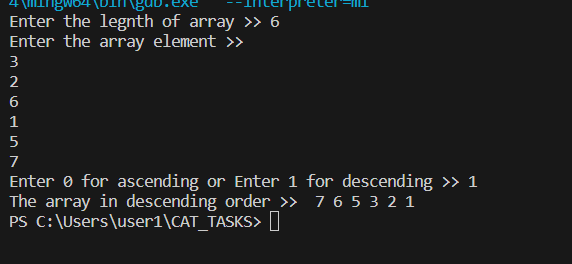 4\mingw64\bin\gdb.exe' '--interpreter=mi'
Enter the legnth of array >> 6
Enter the array element >>
3
2
6
1
5
7
Enter 0 for ascending or Enter 1 for descending >> 1
The array in descending order >>  7 6 5 3 2 1
PS C:\Users\user1\CAT_TASKS>